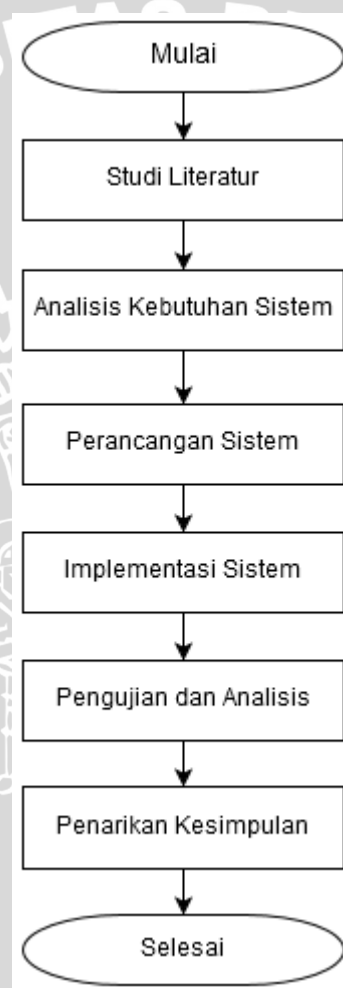 Mulai
Studi Literatur
Analisis Kebutuhan Sistem
Perancangan Sistem
Implementasi Sistem
Pengujian dan Analisis
Penarikan Kesimpulan
Selesai